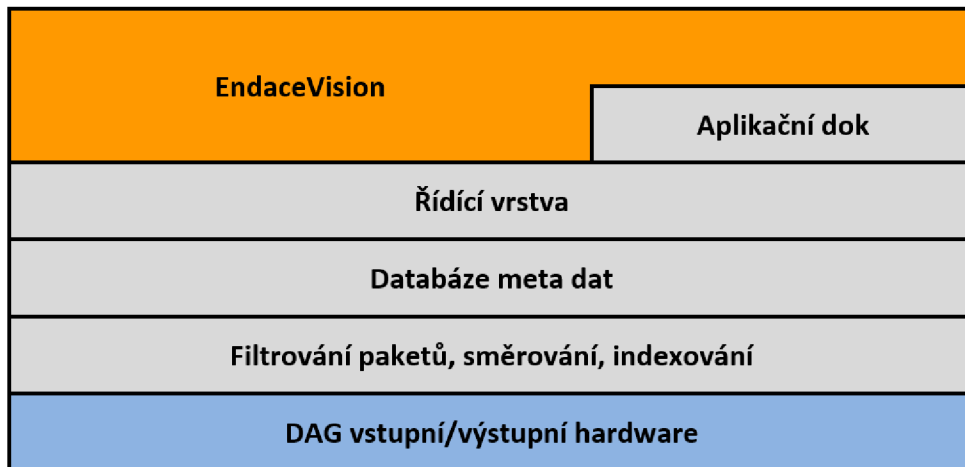 EndaceVision
Aplikační dok
Řídící vrstva
Databáze meta dat
Filtrování paketů, směrování, indexování
DAG vstupní/výstupní hardware